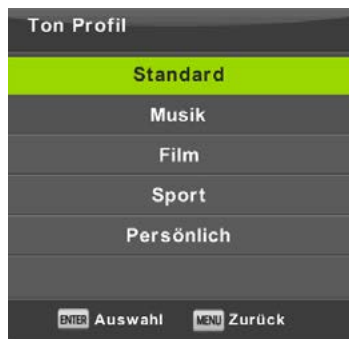 Ton Profil
Standard
Musik
Film
Sport
Persönlich
ENTER Auswahl MENU Zurück